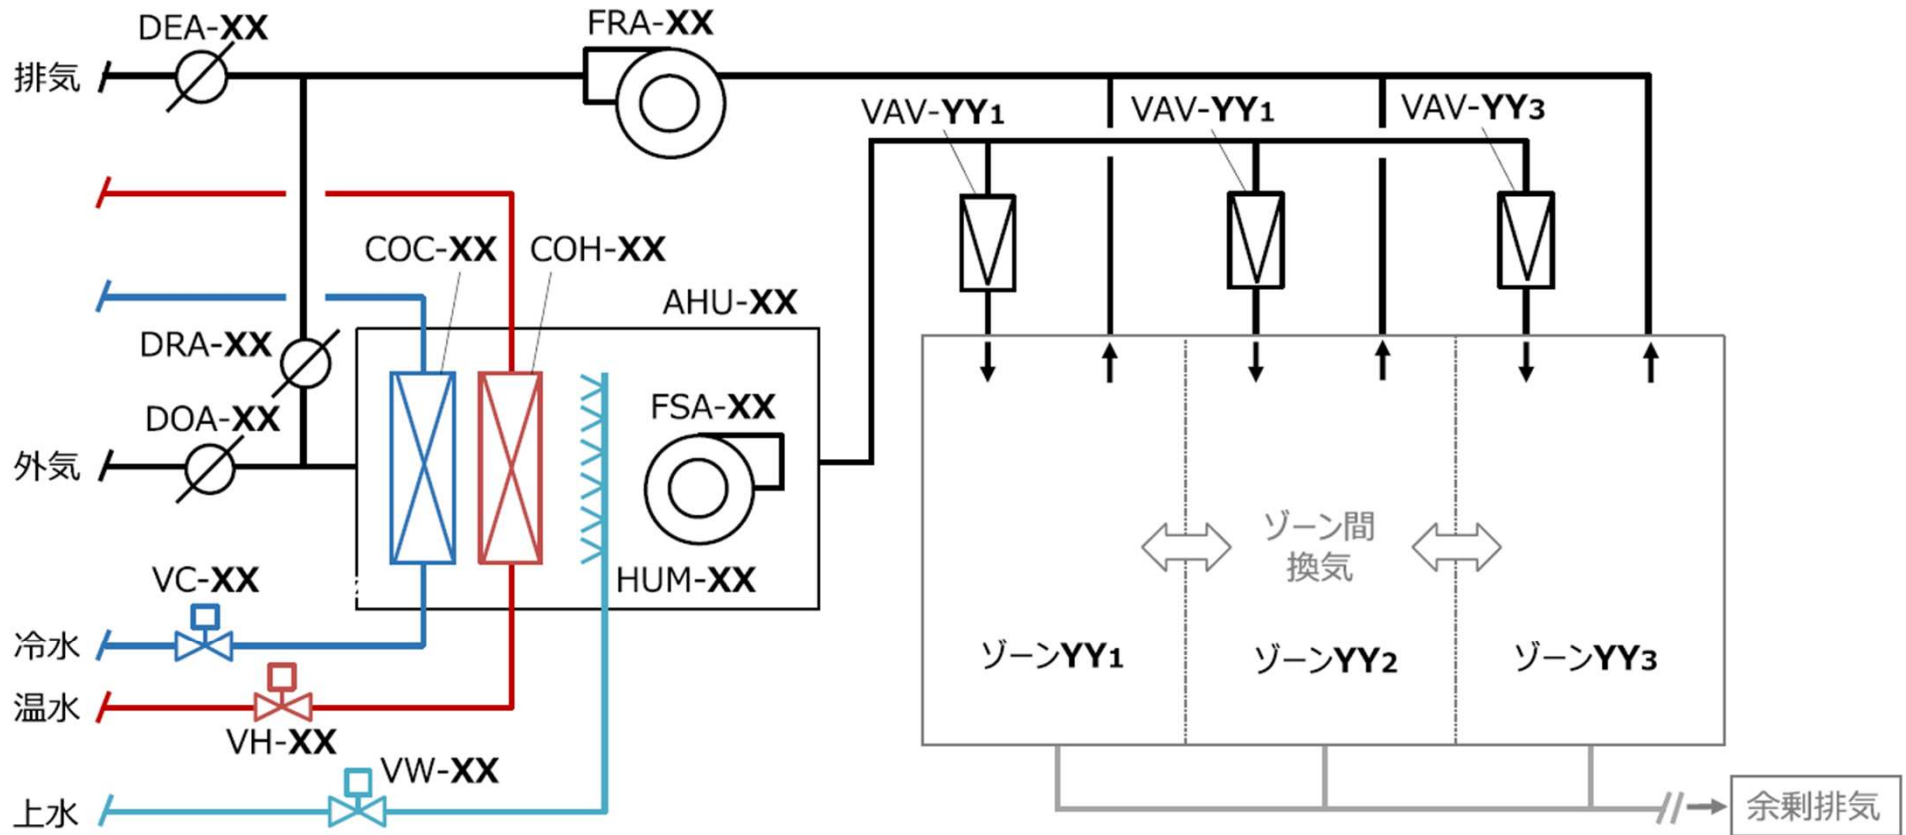 DEA-XX
FRA-XX
排気
VAV-YY1
VAV-YY1
VAV-YY3
COC-XX
COH-XX
AHU-XX
DRA-XX
DOA-XX
FSA-XX
外気
ゾーン間
換気
VC-XX
HUM-XX
冷水
ゾーンYY1
ゾーンYY2
ゾーンYY3
温水
VH-XX
VW-XX
上水
余剰排気